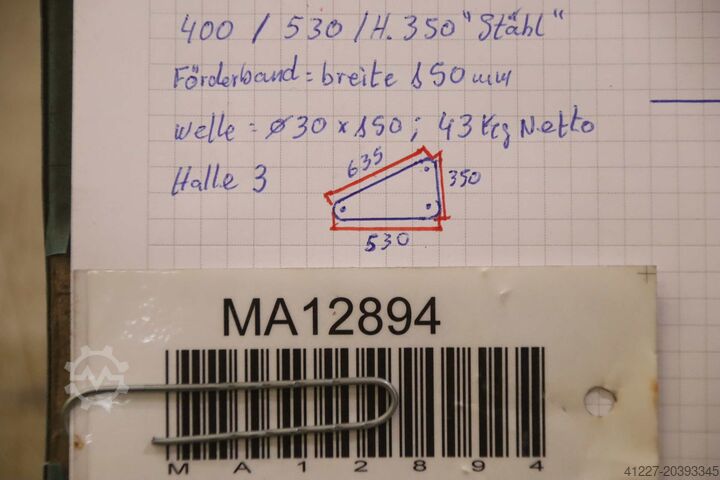 400 / 530 / H. 350 "Stahl"
Förderband = breite 150 mm
Welle = ø30 x 150 ; 43 kg Netto
Halle 3
635
350
530
MA12894
M A 1 2 8 9 4
41227-20393345